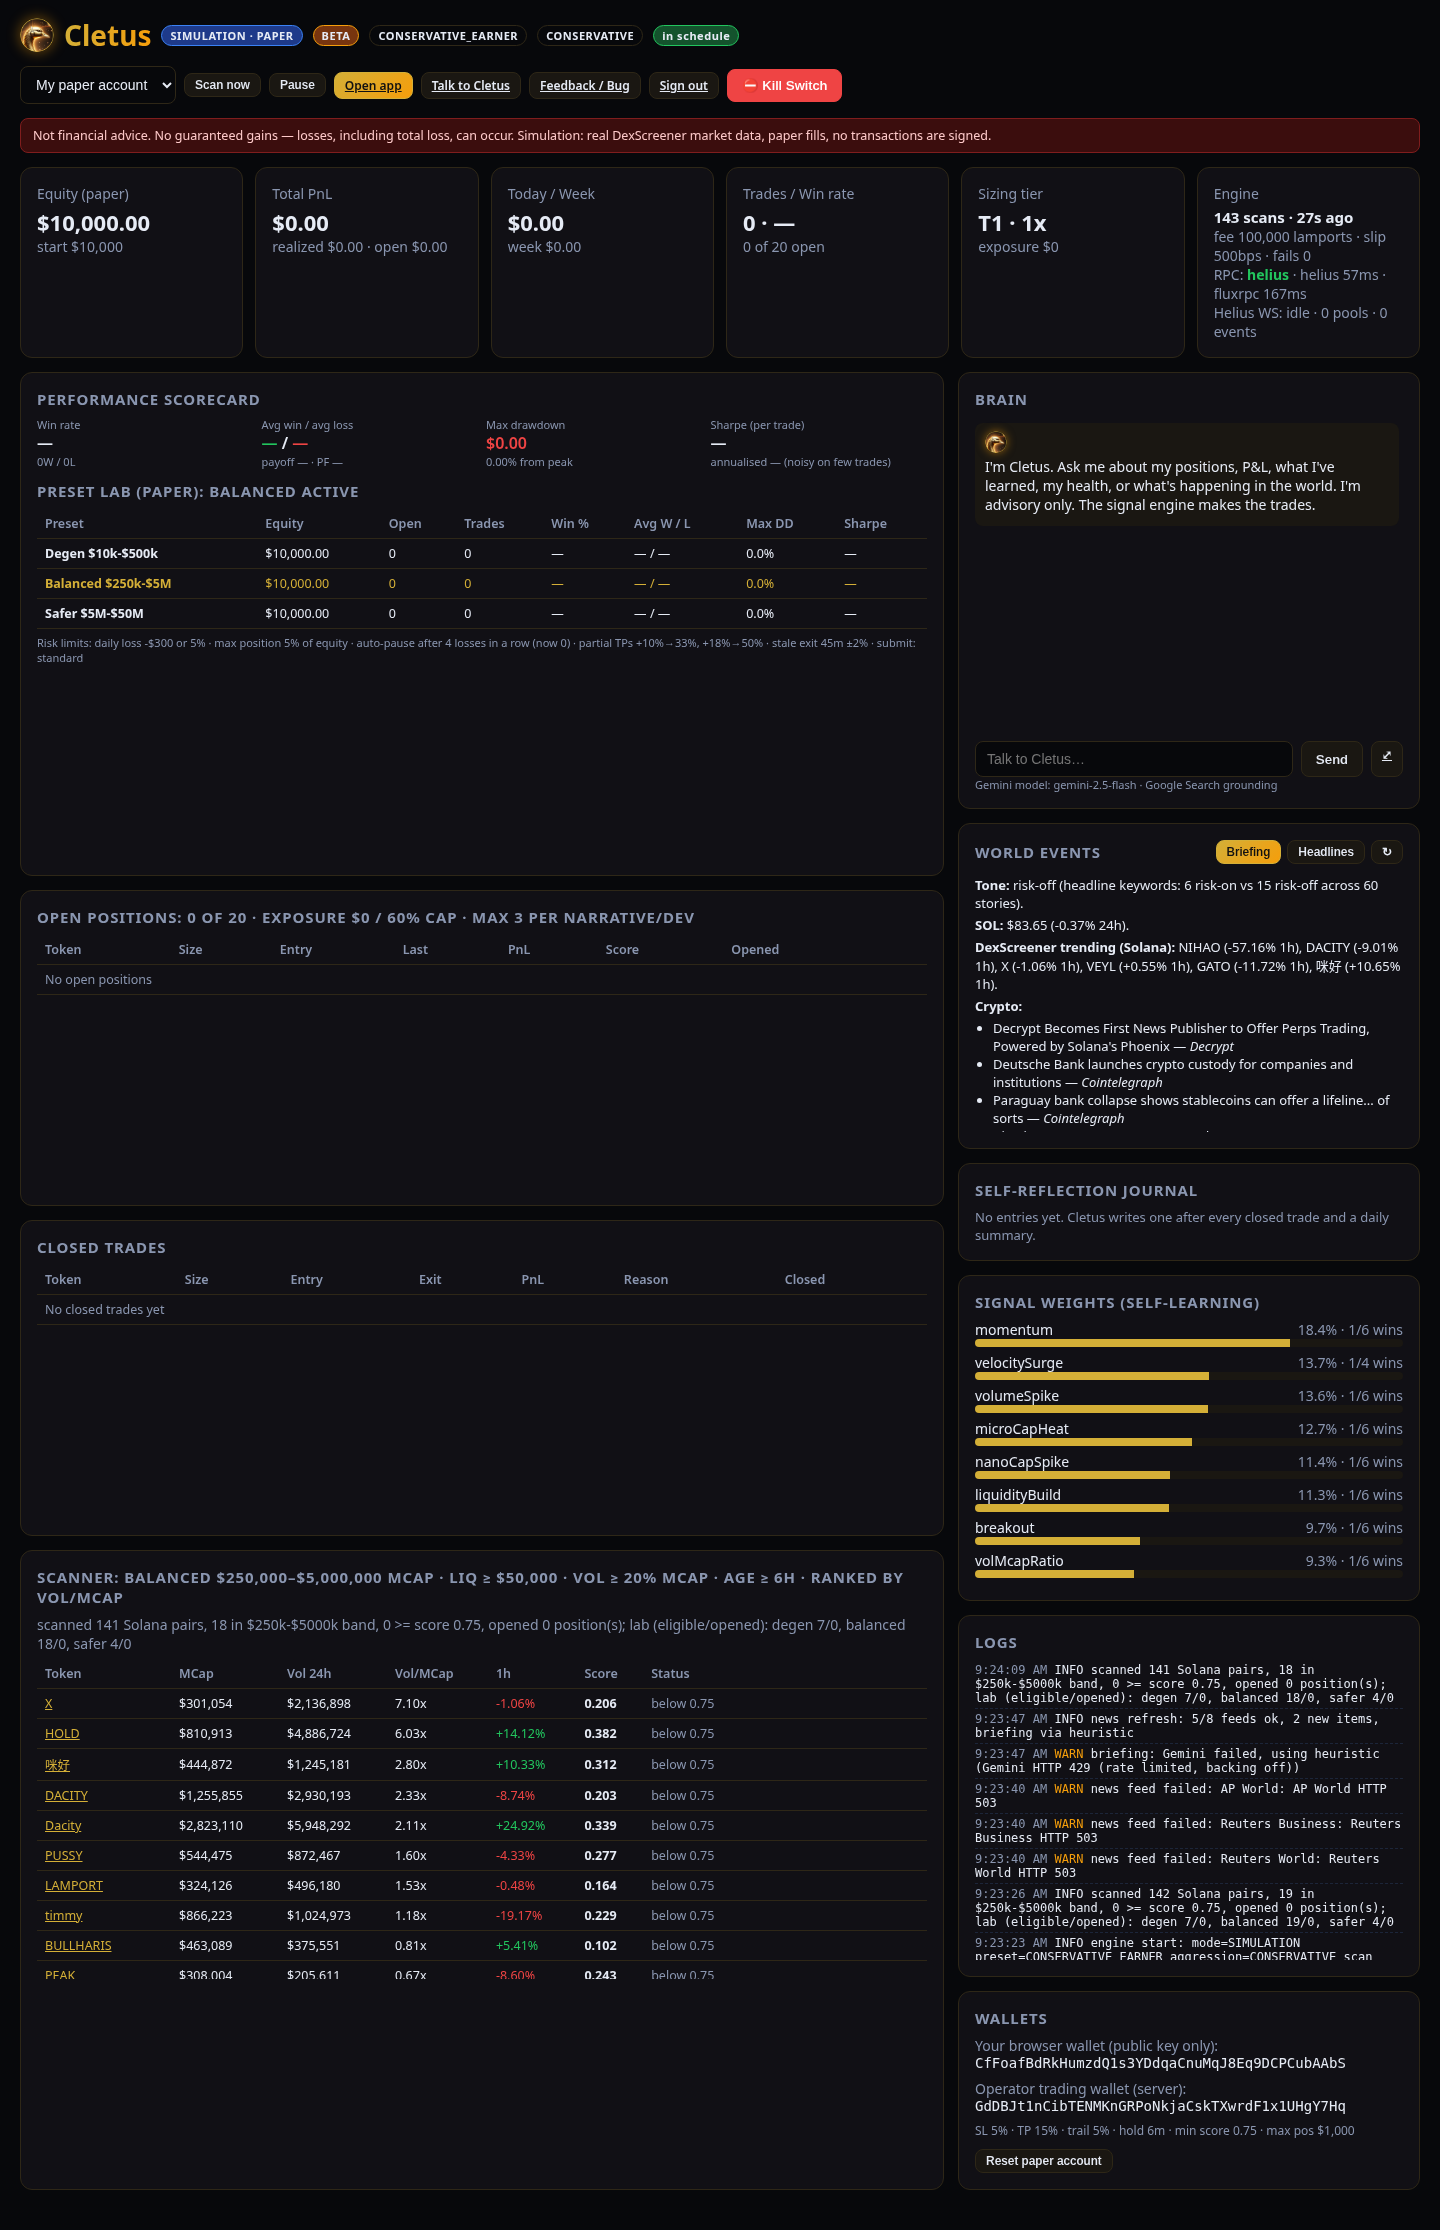 Cletus
SIMULATION · PAPER
BETA
CONSERVATIVE_EARNER
CONSERVATIVE
in schedule
My paper account
Scan now
Pause
Open app
Talk to Cletus
Feedback / Bug
Sign out
⛔ Kill Switch
Not financial advice. No guaranteed gains — losses, including total loss, can occur. Simulation: real DexScreener market data, paper fills, no transactions are signed.
Equity (paper)
$10,000.00
start $10,000
Total PnL
$0.00
realized $0.00 · open $0.00
Today / Week
$0.00
week $0.00
Trades / Win rate
0 · —
0 of 20 open
Sizing tier
T1 · 1x
exposure $0
Engine
143 scans · 27s ago
fee 100,000 lamports · slip
500bps · fails 0
RPC: helius · helius 57ms ·
fluxrpc 167ms
Helius WS: idle · 0 pools · 0
events
PERFORMANCE SCORECARD
Win rate
—
0W / 0L
Avg win / avg loss
— / —
payoff — · PF —
Max drawdown
$0.00
0.00% from peak
Sharpe (per trade)
—
annualised — (noisy on few trades)
PRESET LAB (PAPER): BALANCED ACTIVE
Preset Equity Open Trades Win % Avg W / L Max DD Sharpe
Degen $10k-$500k $10,000.00 0 0 — — / — 0.0% —
Balanced $250k-$5M $10,000.00 0 0 — — / — 0.0% —
Safer $5M-$50M $10,000.00 0 0 — — / — 0.0% —
Risk limits: daily loss -$300 or 5% · max position 5% of equity · auto-pause after 4 losses in a row (now 0) · partial TPs +10%→33%, +18%→50% · stale exit 45m ±2% · submit:
standard
OPEN POSITIONS: 0 OF 20 · EXPOSURE $0 / 60% CAP · MAX 3 PER NARRATIVE/DEV
Token Size Entry Last PnL Score Opened
No open positions
CLOSED TRADES
Token Size Entry Exit PnL Reason Closed
No closed trades yet
SCANNER: BALANCED $250,000–$5,000,000 MCAP · LIQ ≥ $50,000 · VOL ≥ 20% MCAP · AGE ≥ 6H · RANKED BY
VOL/MCAP
scanned 141 Solana pairs, 18 in $250k-$5000k band, 0 >= score 0.75, opened 0 position(s); lab (eligible/opened): degen 7/0, balanced
18/0, safer 4/0
Token MCap Vol 24h Vol/MCap 1h Score Status
X $301,054 $2,136,898 7.10x -1.06% 0.206 below 0.75
HOLD $810,913 $4,886,724 6.03x +14.12% 0.382 below 0.75
咪好 $444,872 $1,245,181 2.80x +10.33% 0.312 below 0.75
DACITY $1,255,855 $2,930,193 2.33x -8.74% 0.203 below 0.75
Dacity $2,823,110 $5,948,292 2.11x +24.92% 0.339 below 0.75
PUSSY $544,475 $872,467 1.60x -4.33% 0.277 below 0.75
LAMPORT $324,126 $496,180 1.53x -0.48% 0.164 below 0.75
timmy $866,223 $1,024,973 1.18x -19.17% 0.229 below 0.75
BULLHARIS $463,089 $375,551 0.81x +5.41% 0.102 below 0.75
PEAK $308,004 $205,611 0.67x -8.60% 0.243 below 0.75
BRAIN
I'm Cletus. Ask me about my positions, P&L, what I've
learned, my health, or what's happening in the world. I'm
advisory only. The signal engine makes the trades.
Talk to Cletus…
Send
⤢
Gemini model: gemini-2.5-flash · Google Search grounding
WORLD EVENTS
Briefing
Headlines
↻
Tone: risk-off (headline keywords: 6 risk-on vs 15 risk-off across 60
stories).
SOL: $83.65 (-0.37% 24h).
DexScreener trending (Solana): NIHAO (-57.16% 1h), DACITY (-9.01%
1h), X (-1.06% 1h), VEYL (+0.55% 1h), GATO (-11.72% 1h), 咪好 (+10.65%
1h).
Crypto:
• Decrypt Becomes First News Publisher to Offer Perps Trading,
Powered by Solana's Phoenix — Decrypt
• Deutsche Bank launches crypto custody for companies and
institutions — Cointelegraph
• Paraguay bank collapse shows stablecoins can offer a lifeline… of
sorts — Cointelegraph
SELF-REFLECTION JOURNAL
No entries yet. Cletus writes one after every closed trade and a daily
summary.
SIGNAL WEIGHTS (SELF-LEARNING)
momentum 18.4% · 1/6 wins
velocitySurge 13.7% · 1/4 wins
volumeSpike 13.6% · 1/6 wins
microCapHeat 12.7% · 1/6 wins
nanoCapSpike 11.4% · 1/6 wins
liquidityBuild 11.3% · 1/6 wins
breakout 9.7% · 1/6 wins
volMcapRatio 9.3% · 1/6 wins
LOGS
9:24:09 AM INFO scanned 141 Solana pairs, 18 in
$250k-$5000k band, 0 >= score 0.75, opened 0 position(s);
lab (eligible/opened): degen 7/0, balanced 18/0, safer 4/0
9:23:47 AM INFO news refresh: 5/8 feeds ok, 2 new items,
briefing via heuristic
9:23:47 AM WARN briefing: Gemini failed, using heuristic
(Gemini HTTP 429 (rate limited, backing off))
9:23:40 AM WARN news feed failed: AP World: AP World HTTP
503
9:23:40 AM WARN news feed failed: Reuters Business: Reuters
Business HTTP 503
9:23:40 AM WARN news feed failed: Reuters World: Reuters
World HTTP 503
9:23:26 AM INFO scanned 142 Solana pairs, 19 in
$250k-$5000k band, 0 >= score 0.75, opened 0 position(s);
lab (eligible/opened): degen 7/0, balanced 19/0, safer 4/0
9:23:23 AM INFO engine start: mode=SIMULATION
preset=CONSERVATIVE_EARNER aggression=CONSERVATIVE scan
WALLETS
Your browser wallet (public key only):
CfFoafBdRkHumzdQ1s3YDdqaCnuMqJ8Eq9DCPCubAAbS
Operator trading wallet (server):
GdDBJt1nCibTENMKnGRPoNkjaCskTXwrdF1x1UHgY7Hq
SL 5% · TP 15% · trail 5% · hold 6m · min score 0.75 · max pos $1,000
Reset paper account